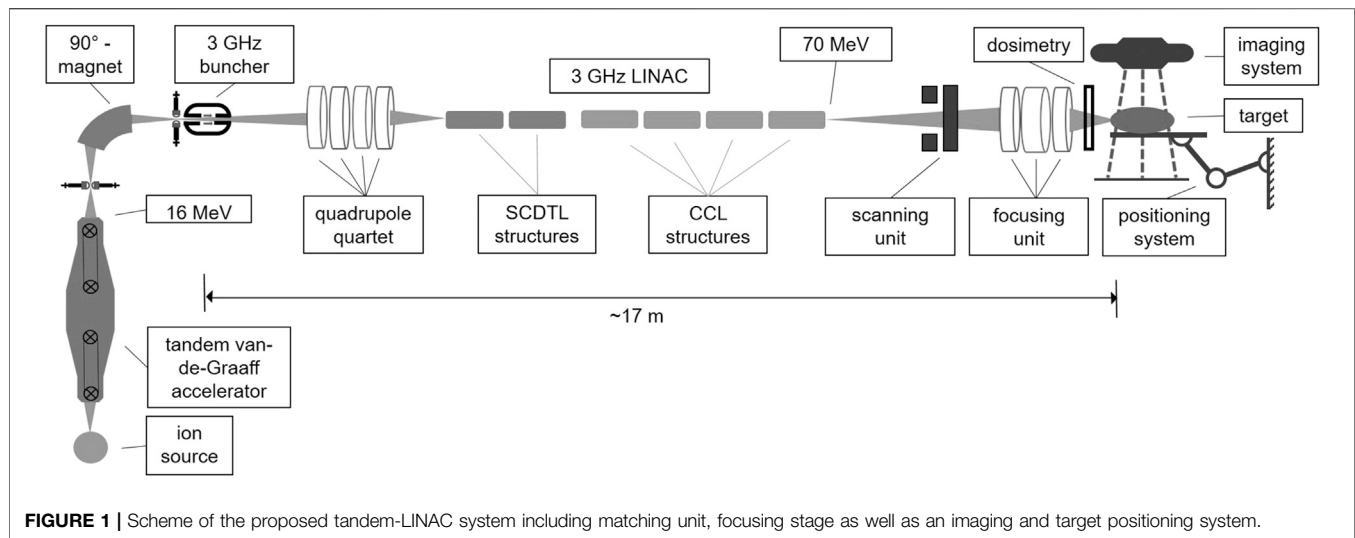 90° -
magnet
3 GHz
buncher
3 GHz LINAC
70 MeV
dosimetry
imaging
system
target
16 MeV
quadrupole
quartet
SCDTL
structures
CCL
structures
scanning
unit
focusing
unit
positioning
system
~17 m
tandem van-
de-Graaff
accelerator
ion
source
FIGURE 1 | Scheme of the proposed tandem-LINAC system including matching unit, focusing stage as well as an imaging and target positioning system.